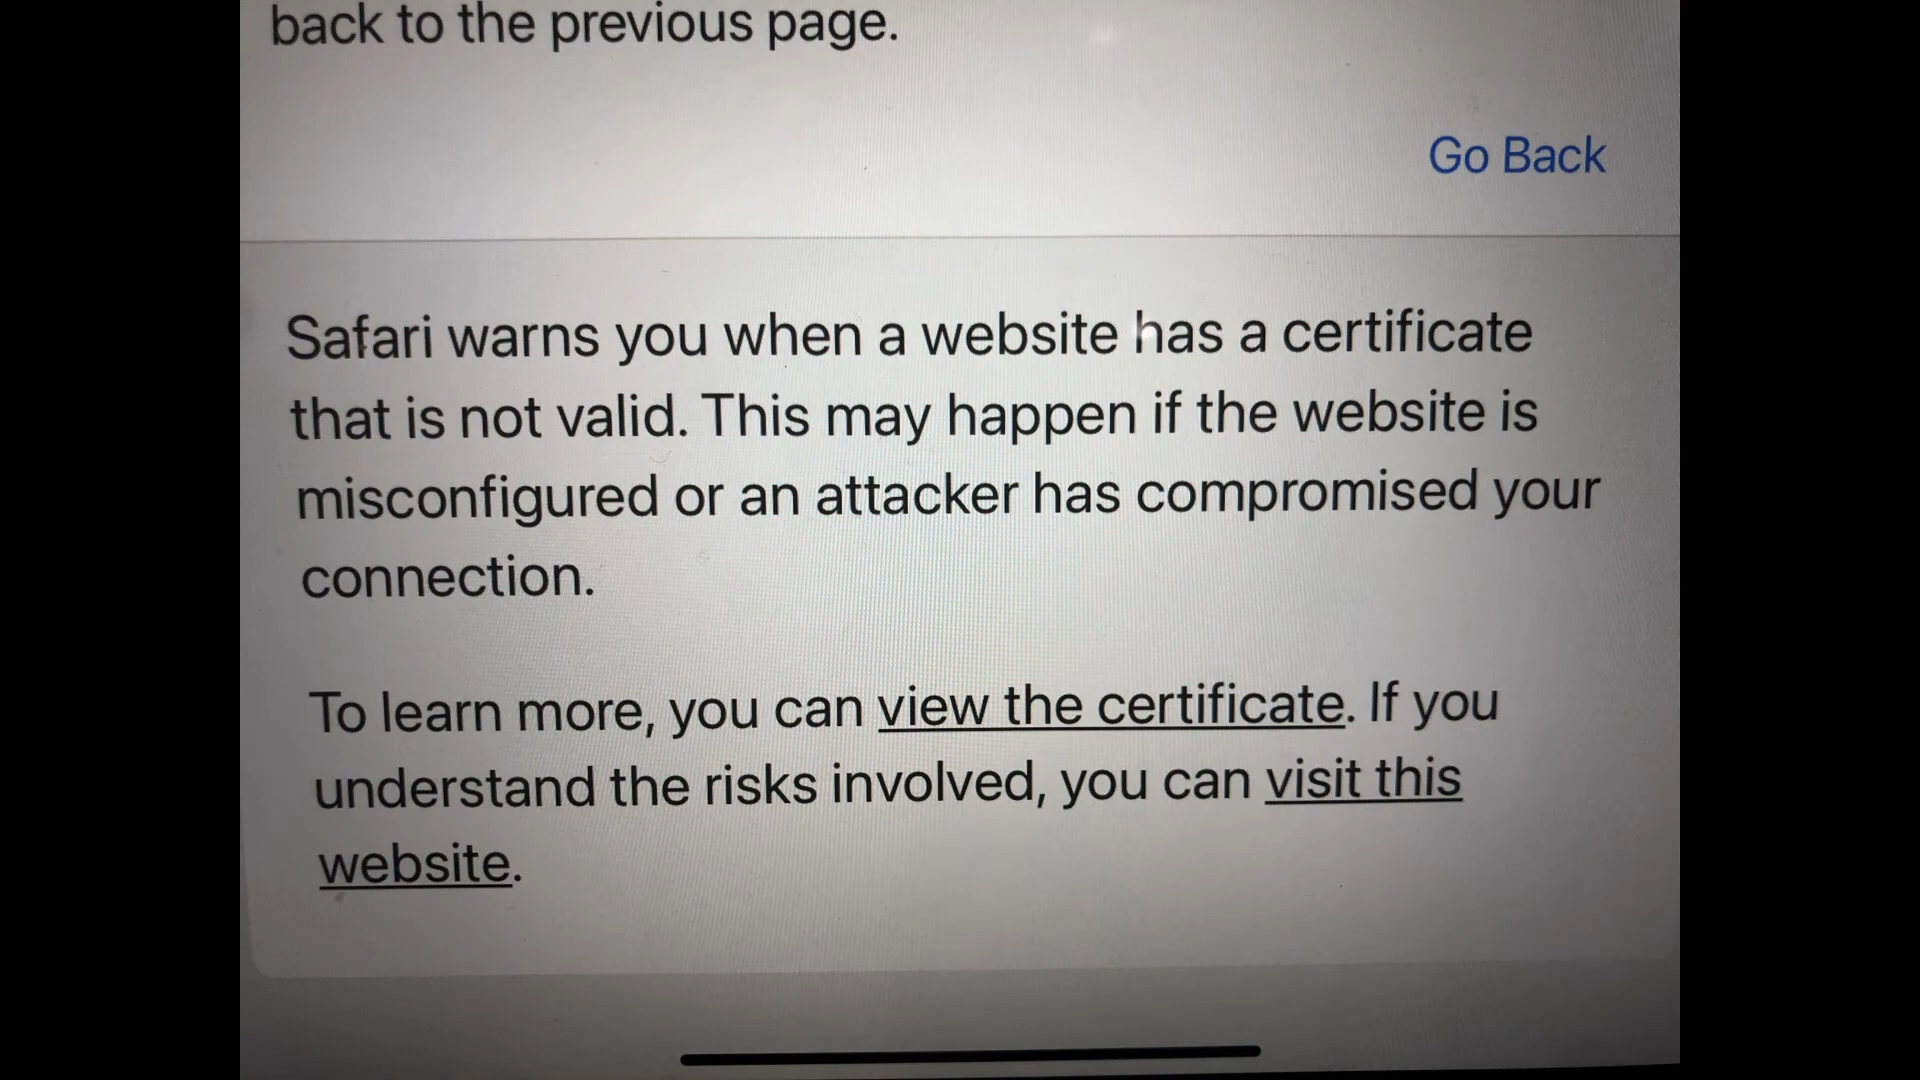 back to the previous page.
Go Back
Safari warns you when a website has a certificate
that is not valid. This may happen if the website is
misconfigured or an attacker has compromised your
connection.
To learn more, you can view the certificate. If you
understand the risks involved, you can visit this
website.